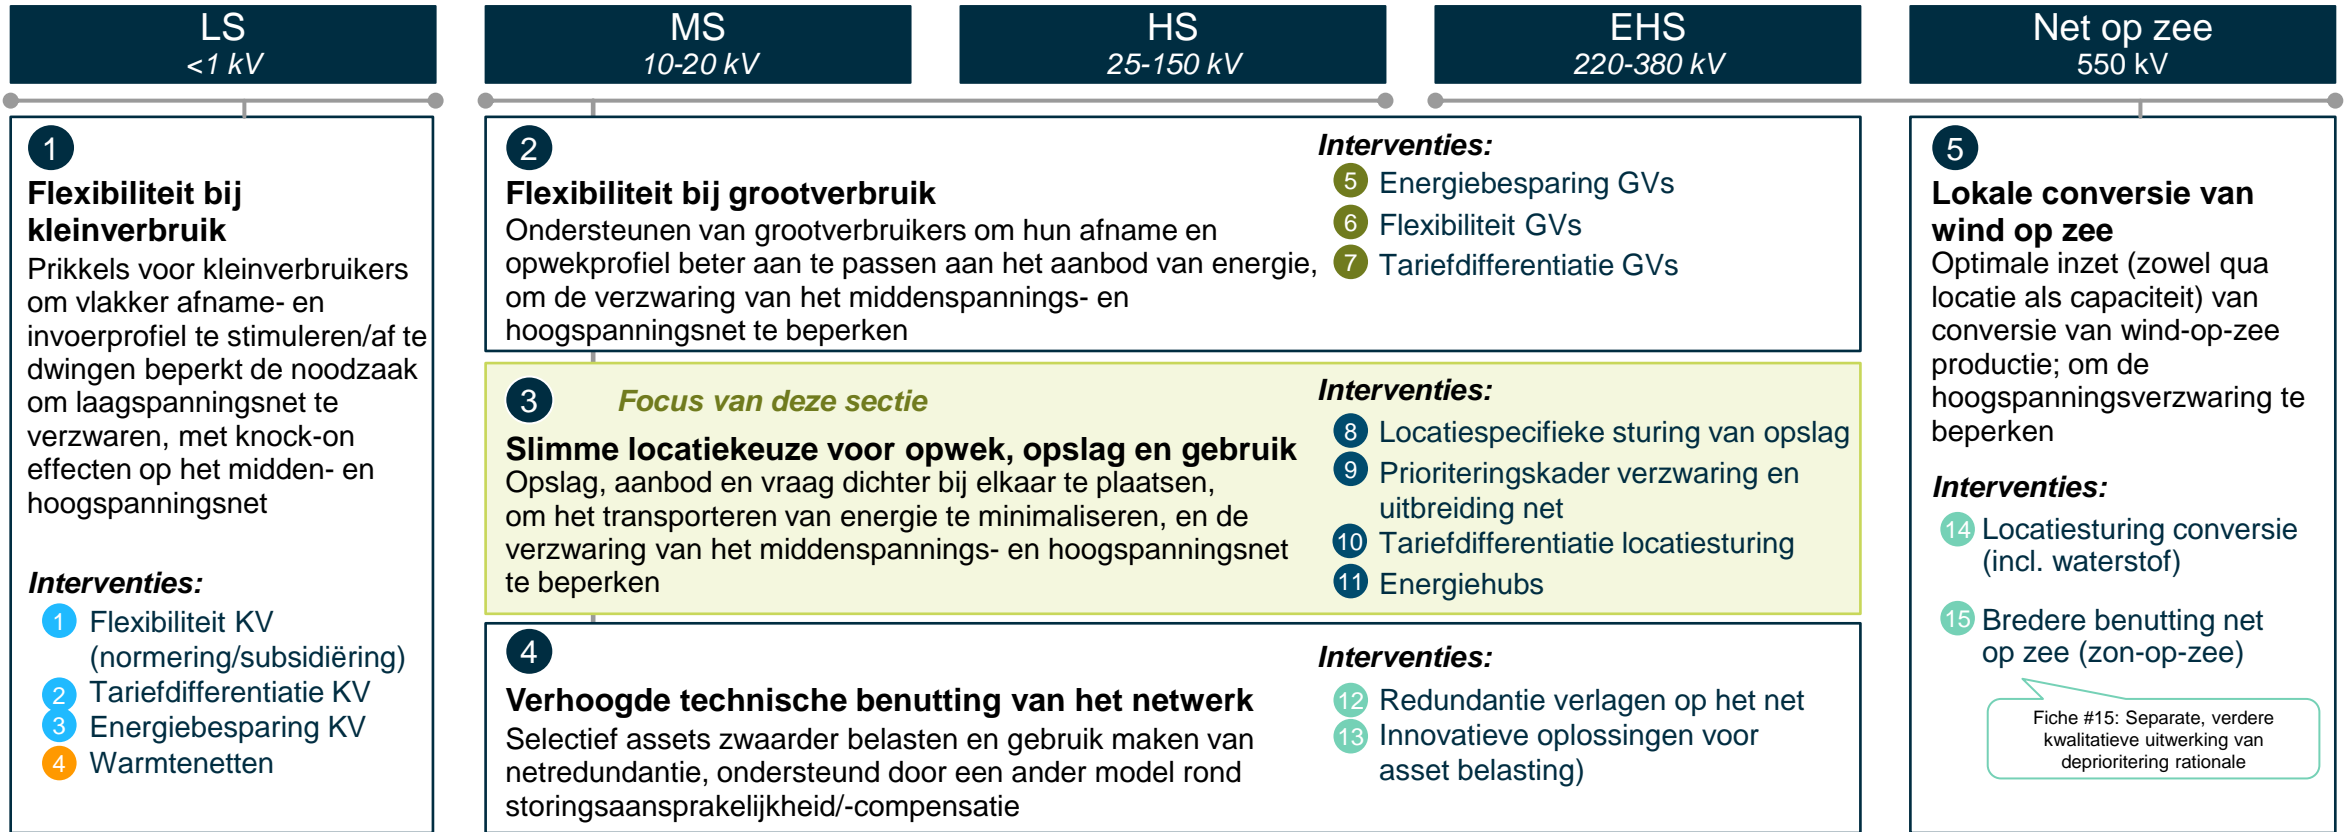 LS
<1 kV
MS
10-20 kV
HS
25-150 kV
EHS
220-380 kV
Net op zee
550 kV
1
Flexibiliteit bij
kleinverbruik
Prikkels voor kleinverbruikers
om vlakker afname- en
invoerprofiel te stimuleren/af te
dwingen beperkt de noodzaak
om laagspanningsnet te
verzwaren, met knock-on
effecten op het midden- en
hoogspanningsnet
Interventies:
1 Flexibiliteit KV
(normering/subsidiëring)
2 Tariefdifferentiatie KV
3 Energiebesparing KV
4 Warmtenetten
2
Flexibiliteit bij grootverbruik
Ondersteunen van grootverbruikers om hun afname en
opwekprofiel beter aan te passen aan het aanbod van energie,
om de verzwaring van het middenspannings- en
hoogspanningsnet te beperken
Interventies:
5 Energiebesparing GVs
6 Flexibiliteit GVs
7 Tariefdifferentiatie GVs
3
Focus van deze sectie
Slimme locatiekeuze voor opwek, opslag en gebruik
Opslag, aanbod en vraag dichter bij elkaar te plaatsen,
om het transporteren van energie te minimaliseren, en de
verzwaring van het middenspannings- en hoogspanningsnet
te beperken
Interventies:
8 Locatiespecifieke sturing van opslag
9 Prioriteringskader verzwaring en
uitbreiding net
10 Tariefdifferentiatie locatiesturing
11 Energiehubs
4
Verhoogde technische benutting van het netwerk
Selectief assets zwaarder belasten en gebruik maken van
netredundantie, ondersteund door een ander model rond
storingsaansprakelijkheid/-compensatie
Interventies:
12 Redundantie verlagen op het net
13 Innovatieve oplossingen voor
asset belasting)
5
Lokale conversie van
wind op zee
Optimale inzet (zowel qua
locatie als capaciteit) van
conversie van wind-op-zee
productie; om de
hoogspanningsverzwaring te
beperken
Interventies:
14 Locatiesturing conversie
(incl. waterstof)
15 Bredere benutting net
op zee (zon-op-zee)
Fiche #15: Separate, verdere
kwalitatieve uitwerking van
deprioritering rationale